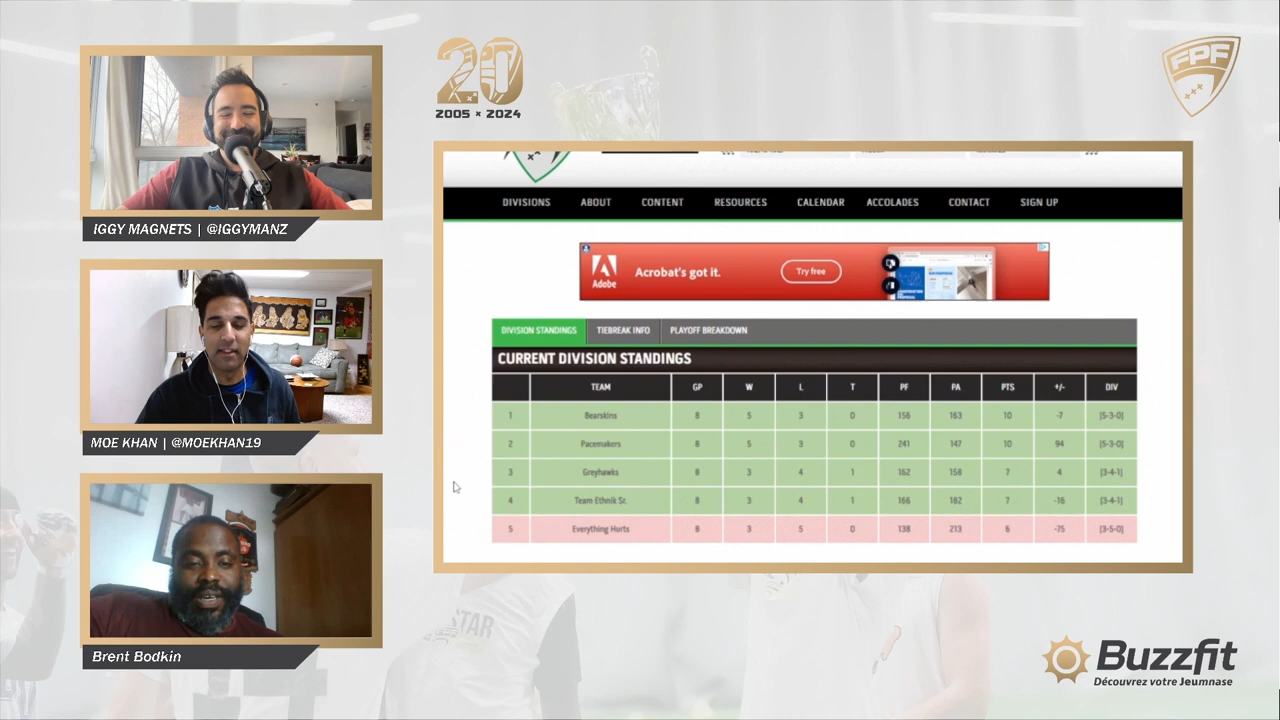 20
2005 × 2024
FPF
IGGY MAGNETS | @IGGYMANZ
MOE KHAN | @MOEKHAN19
Brent Bodkin
DIVISIONS ABOUT CONTENT RESOURCES CALENDAR ACCOLADES CONTACT SIGN UP
Adobe
Acrobat's got it.
Try free
DIVISION STANDINGS TIEBREAK INFO PLAYOFF BREAKDOWN
CURRENT DIVISION STANDINGS
TEAM GP W L T PF PA PTS +/- DIV
1 Bearskins 8 5 3 0 156 163 10 -7 (5-3-0)
2 Pacemakers 8 5 3 0 241 147 10 94 (5-3-0)
3 Greyhawks 8 3 4 1 162 158 7 4 (3-4-1)
4 Team Ethnik Sr. 8 3 4 1 166 182 7 -16 (3-4-1)
5 Everything Hurts 8 3 5 0 138 213 6 -75 (3-5-0)
STAR
Buzzfit
Découvrez votre Jeumnase